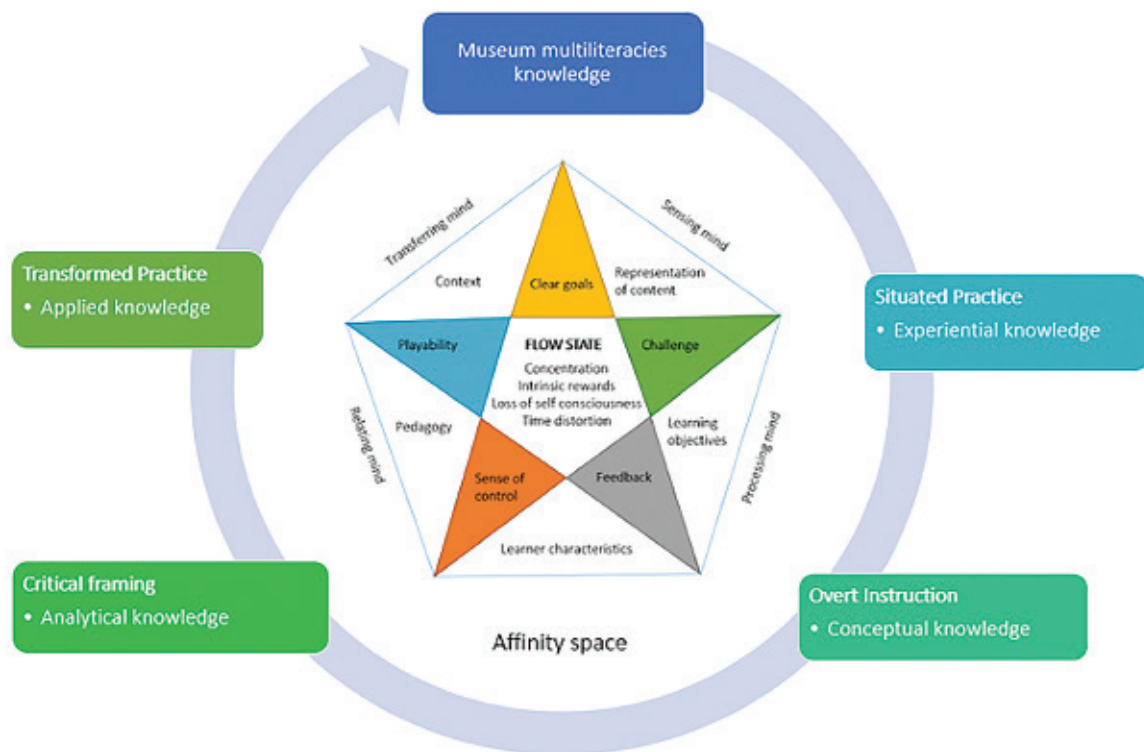 Museum multiliteracies
knowledge
Transferring mind
Sensing mind
Transformed Practice
• Applied knowledge
Context
Clear goals
Representation
of content
Situated Practice
• Experiential knowledge
Playability
FLOW STATE
Concentration
Intrinsic rewards
Loss of self consciousness
Time distortion
Challenge
Relating mind
Pedagogy
Learning
objectives
Processing mind
Sense of
control
Feedback
Learner characteristics
Critical framing
• Analytical knowledge
Overt Instruction
• Conceptual knowledge
Affinity space